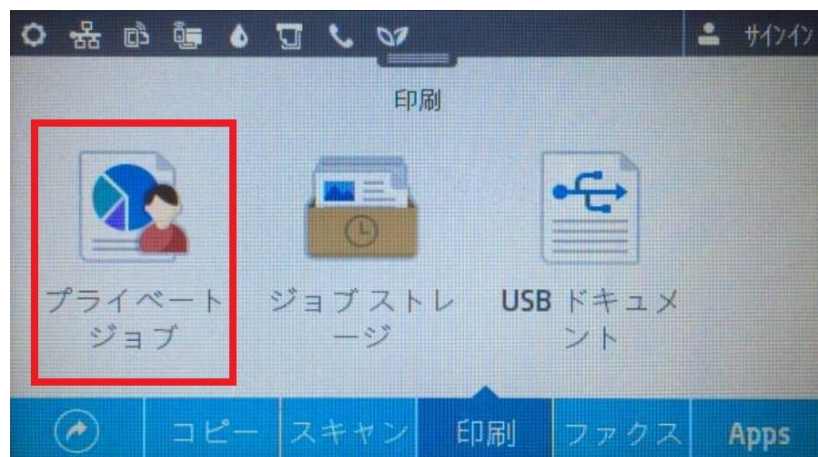 サインイン
印刷
プライベート
ジョブ
ジョブ ストレ
ージ
USB ドキュメ
ント
コピー
スキャン
印刷
ファクス
Apps